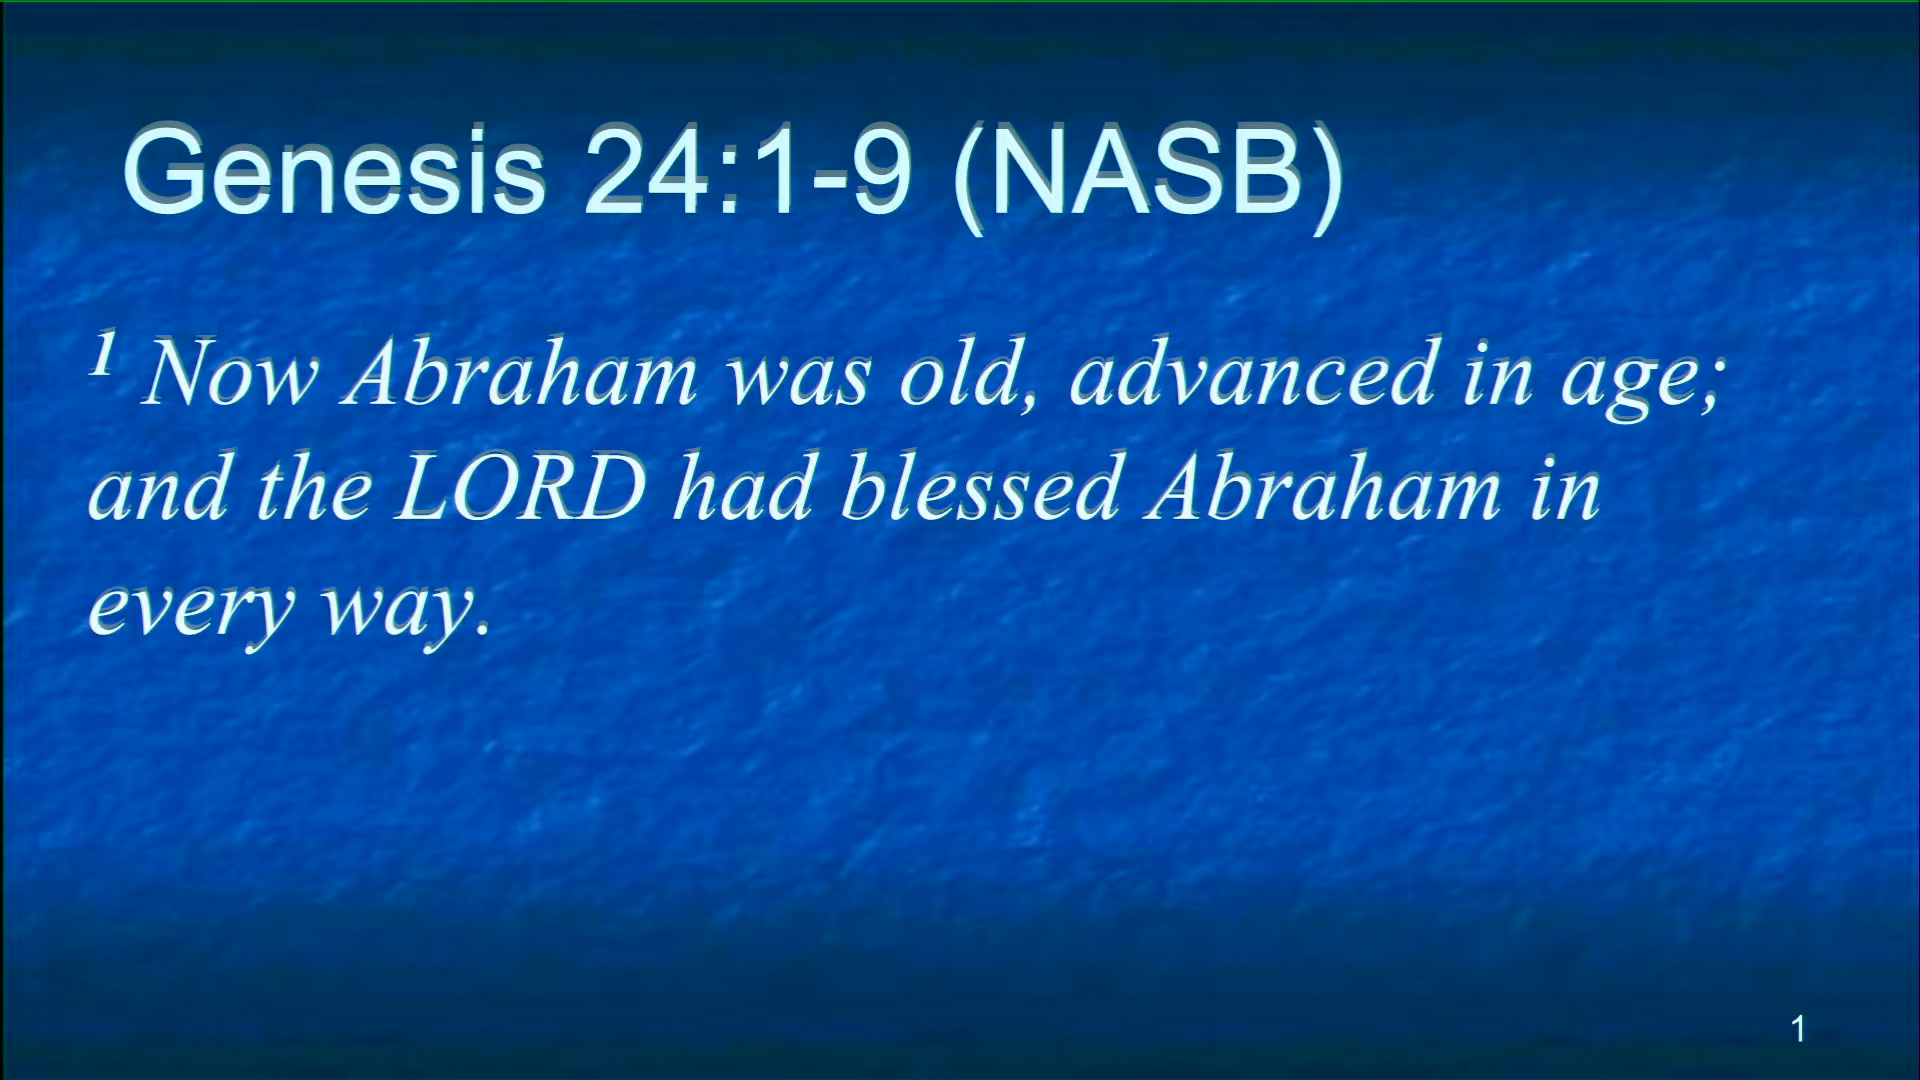 Genesis 24:1-9 (NASB)
1 Now Abraham was old, advanced in age;
and the LORD had blessed Abraham in
every way.
1